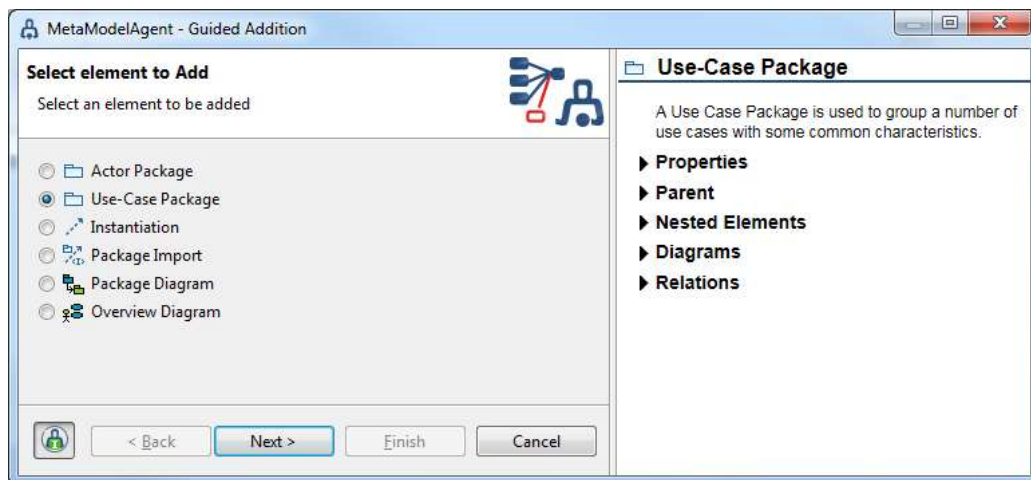 MetaModelAgent - Guided Addition
Select element to Add
Select an element to be added
Actor Package
Use-Case Package
Instantiation
Package Import
Package Diagram
Overview Diagram
< Back
Next >
Finish
Cancel
Use-Case Package
A Use Case Package is used to group a number of
use cases with some common characteristics.
Properties
Parent
Nested Elements
Diagrams
Relations